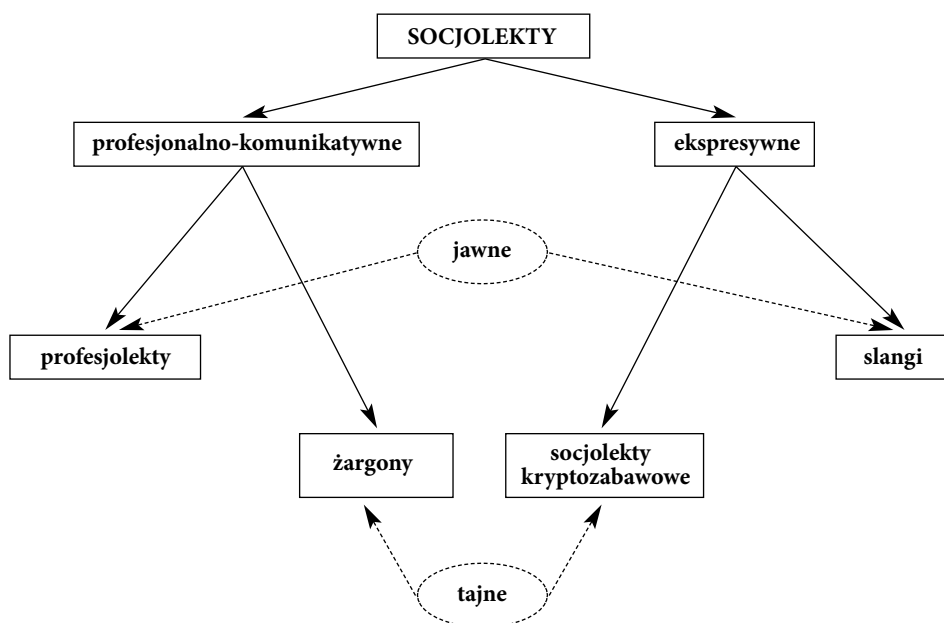 SOCJOLEKTY
profesjonalno-komunikatywne
ekspresywne
jawne
profesjolekty
slangi
żargony
socjolekty
kryptozabawowe
tajne